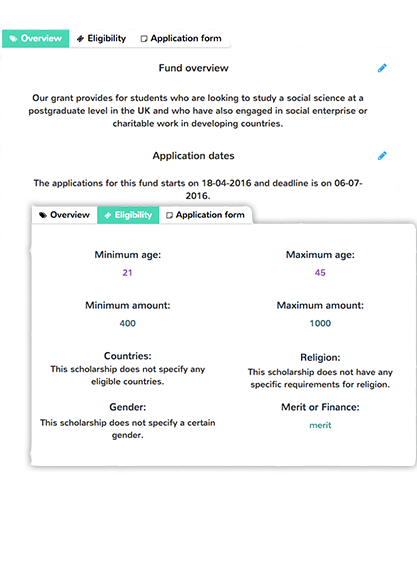 Overview Eligibility Application form
Fund overview
Our grant provides for students who are looking to study a social science at a
postgraduate level in the UK and who have also engaged in social enterprise or
charitable work in developing countries.
Application dates
The applications for this fund starts on 18-04-2016 and deadline is on 06-07-
2016.
Overview Eligibility Application form
Minimum age: Maximum age:
21 45
Minimum amount: Maximum amount:
400 1000
Countries:
This scholarship does not specify any
eligible countries.
Religion:
This scholarship does not have any
specific requirements for religion.
Gender:
This scholarship does not specify a certain
gender.
Merit or Finance:
merit